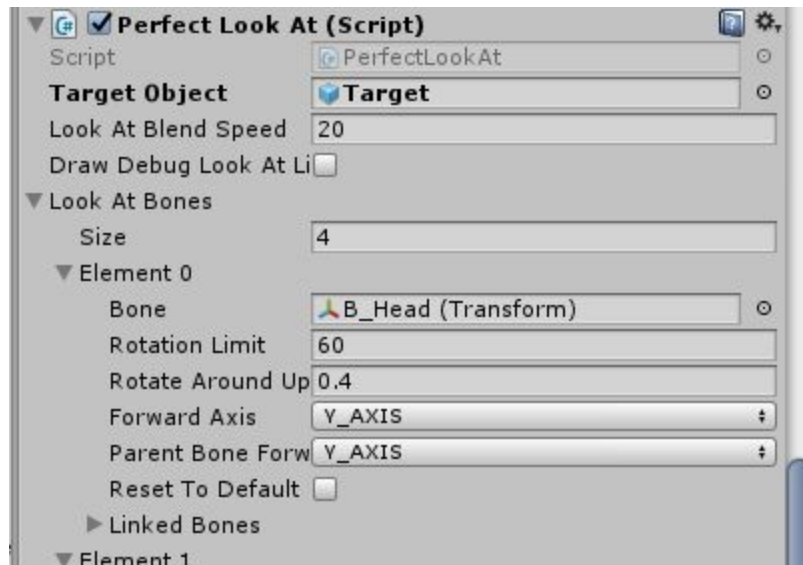 Perfect Look At (Script)
Script PerfectLookAt
Target Object Target
Look At Blend Speed 20
Draw Debug Look At Li
Look At Bones
Size 4
Element 0
Bone B_Head (Transform)
Rotation Limit 60
Rotate Around Up 0.4
Forward Axis Y_AXIS
Parent Bone Forw Y_AXIS
Reset To Default
Linked Bones
Element 1